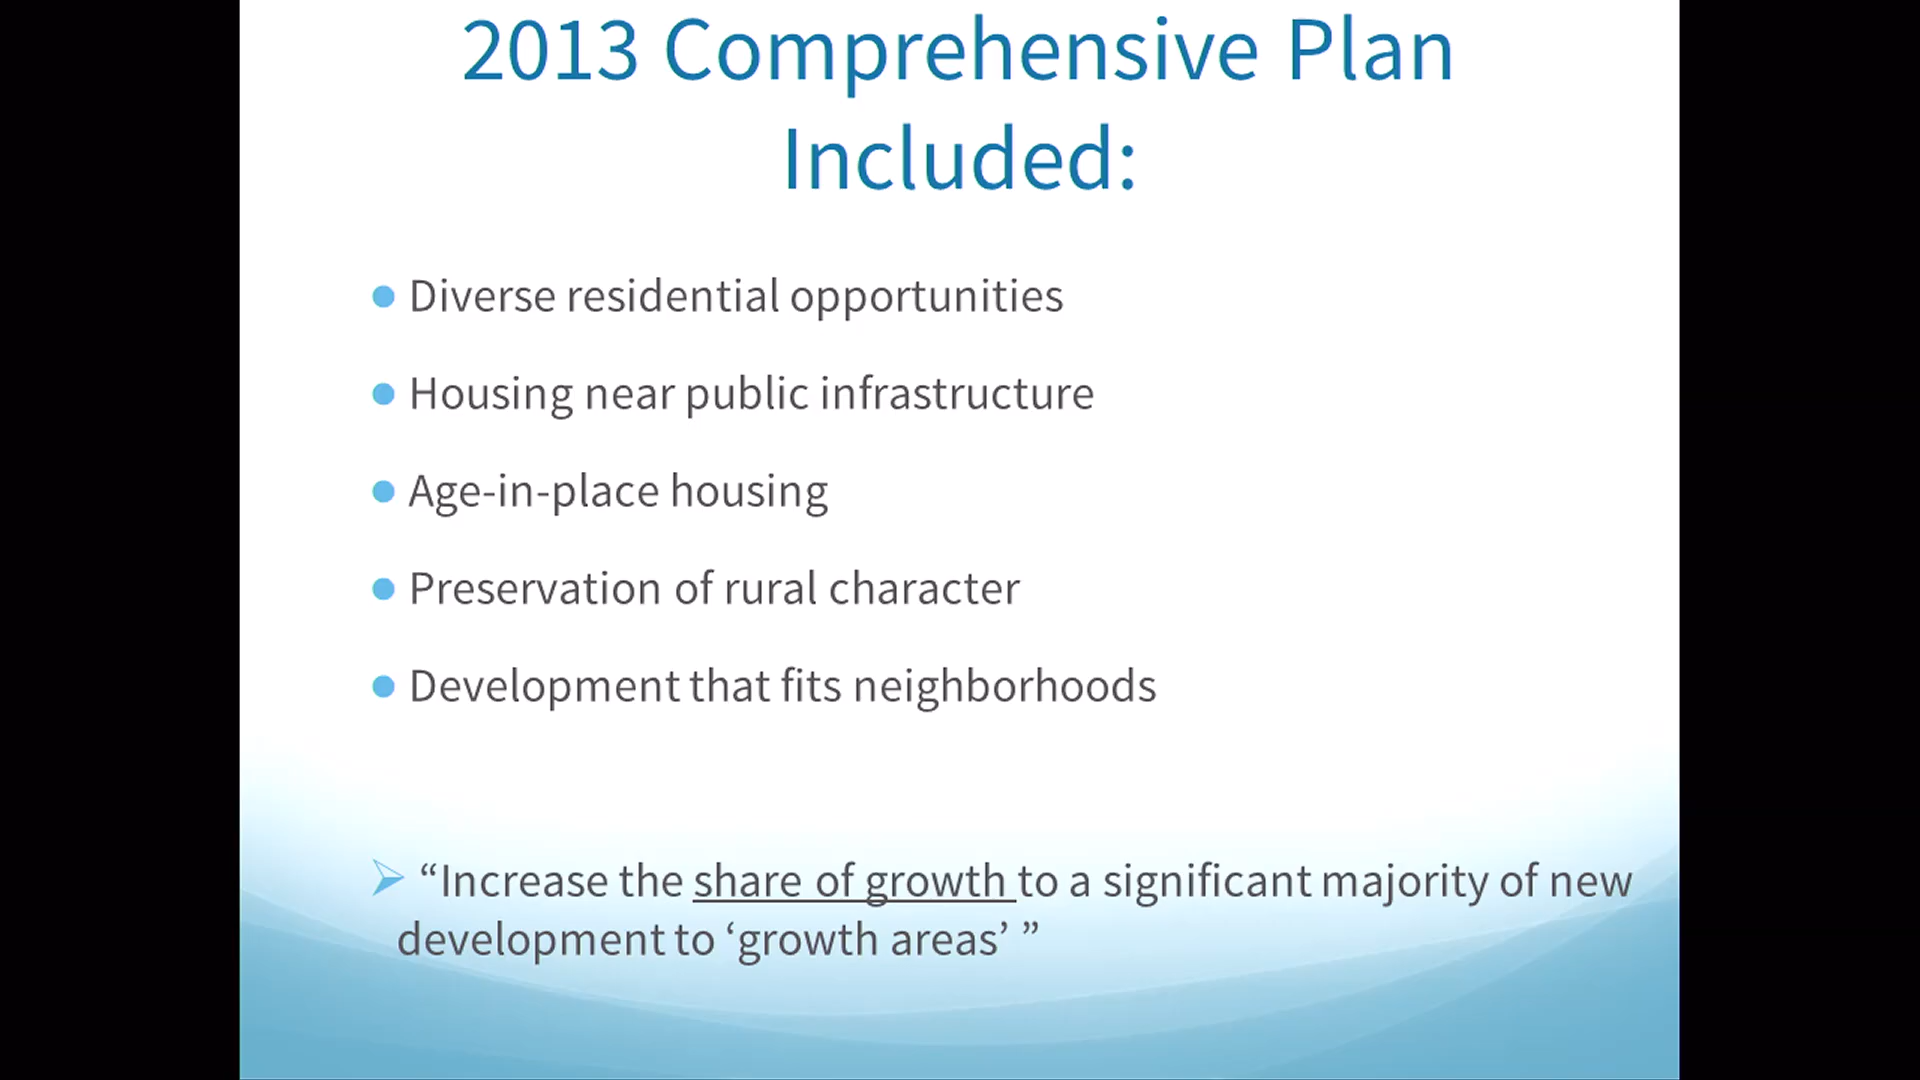 2013 Comprehensive Plan
Included:
Diverse residential opportunities
Housing near public infrastructure
Age-in-place housing
Preservation of rural character
Development that fits neighborhoods
“Increase the share of growth to a significant majority of new
development to ‘growth areas’ ”